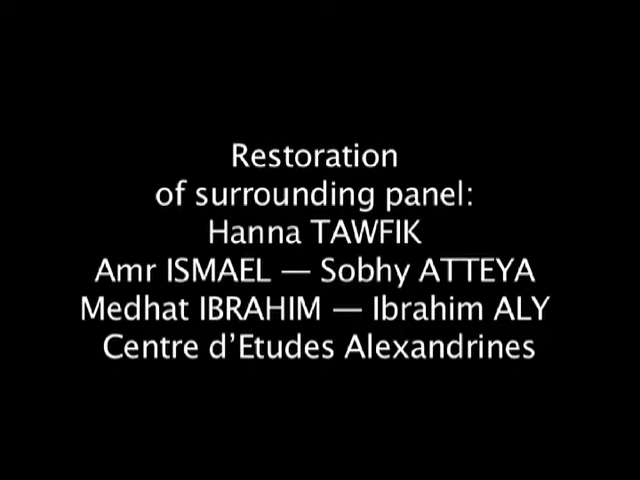 Restoration
of surrounding panel:
Hanna TAWFIK
Amr ISMAEL — Sobhy ATTEYA
Medhat IBRAHIM — Ibrahim ALY
Centre d’Etudes Alexandrines